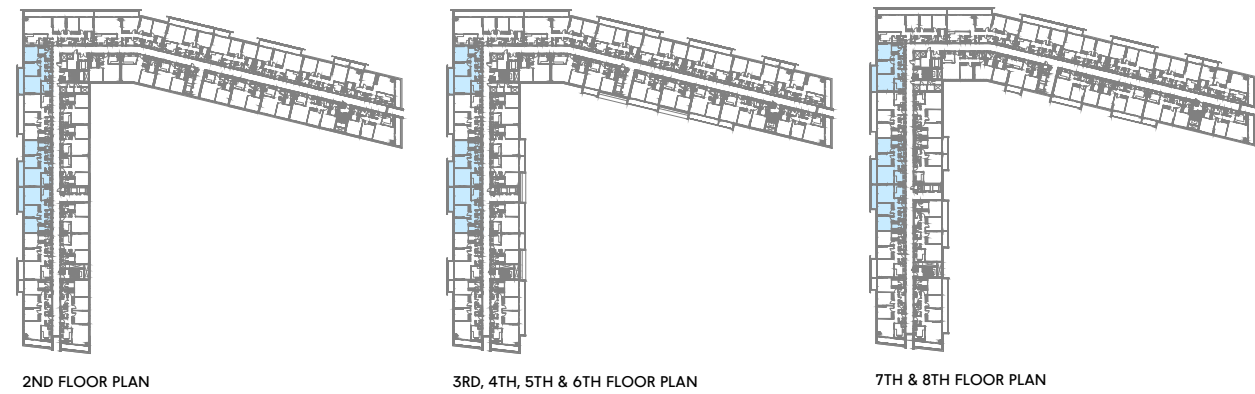 2ND FLOOR PLAN
3RD, 4TH, 5TH & 6TH FLOOR PLAN
7TH & 8TH FLOOR PLAN